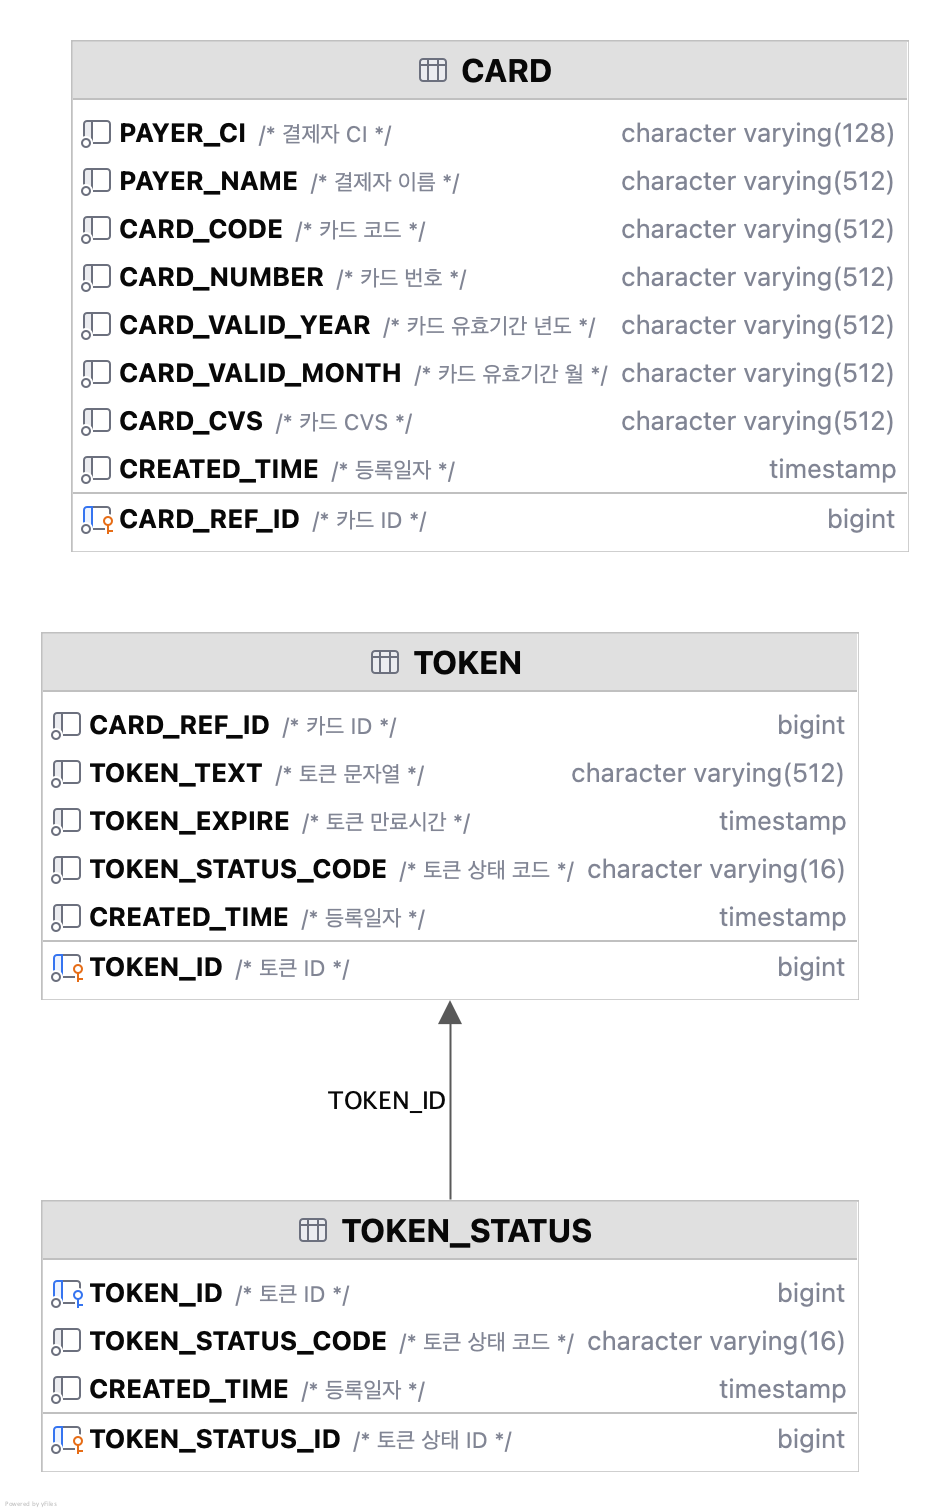 CARD
PAYER_CI /* 결제자 CI */ character varying(128)
PAYER_NAME /* 결제자 이름 */ character varying(512)
CARD_CODE /* 카드 코드 */ character varying(512)
CARD_NUMBER /* 카드 번호 */ character varying(512)
CARD_VALID_YEAR /* 카드 유효기간 년도 */ character varying(512)
CARD_VALID_MONTH /* 카드 유효기간 월 */ character varying(512)
CARD_CVS /* 카드 CVS */ character varying(512)
CREATED_TIME /* 등록일자 */ timestamp
CARD_REF_ID /* 카드 ID */ bigint
TOKEN
CARD_REF_ID /* 카드 ID */ bigint
TOKEN_TEXT /* 토큰 문자열 */ character varying(512)
TOKEN_EXPIRE /* 토큰 만료시간 */ timestamp
TOKEN_STATUS_CODE /* 토큰 상태 코드 */ character varying(16)
CREATED_TIME /* 등록일자 */ timestamp
TOKEN_ID /* 토큰 ID */ bigint
TOKEN_ID
TOKEN_STATUS
TOKEN_ID /* 토큰 ID */ bigint
TOKEN_STATUS_CODE /* 토큰 상태 코드 */ character varying(16)
CREATED_TIME /* 등록일자 */ timestamp
TOKEN_STATUS_ID /* 토큰 상태 ID */ bigint
Powered by yFiles